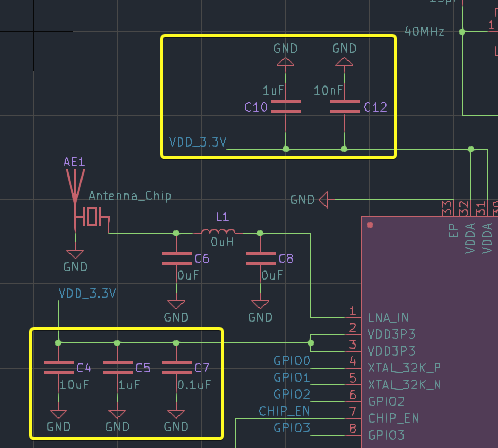 40MHz
1
GND GND
1uF 10nF
C10 C12
VDD_3.3V
AE1
Antenna_Chip
GND
33 32 31
EP VDDA VDDA
L1
0uH
C6 C8
0uF 0uF
GND
GND GND
VDD_3.3V
1 LNA_IN
2 VDD3P3
3 VDD3P3
GPIO0 4 XTAL_32K_P
GPIO1 5 XTAL_32K_N
GPIO2 6 GPIO2
CHIP_EN 7 CHIP_EN
GPIO3 8 GPIO3
C4 C5 C7
10uF 1uF 0.1uF
GND GND GND